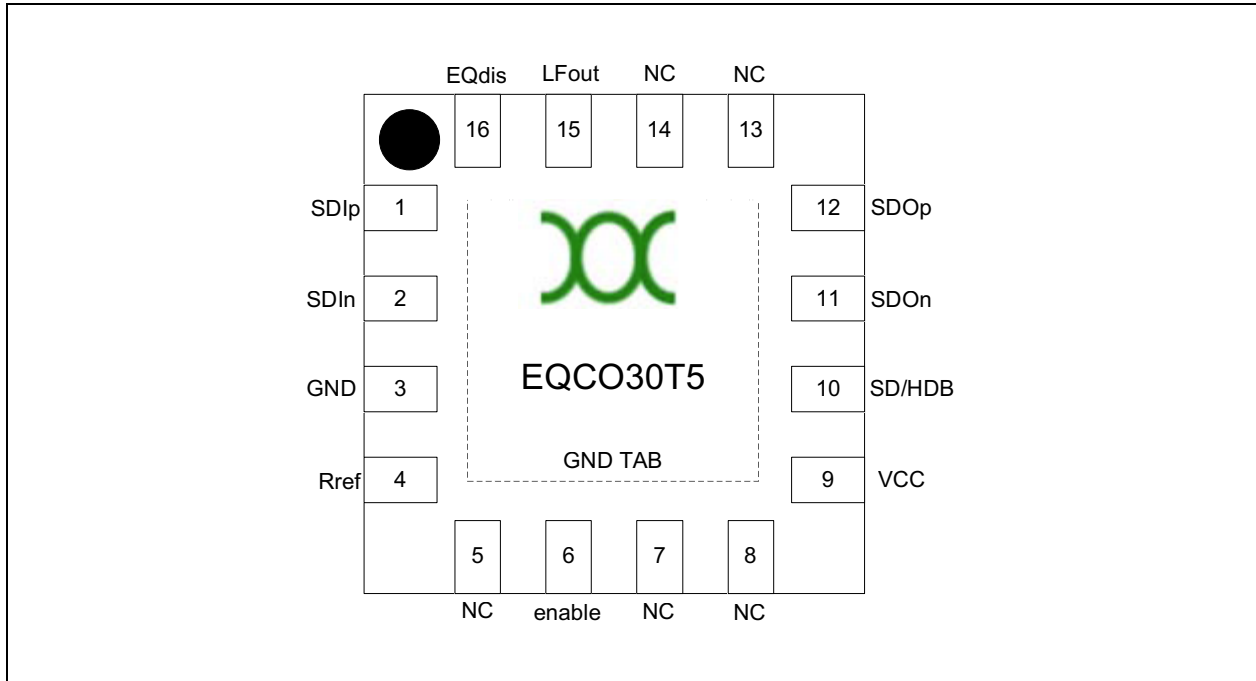 EQdis LFout NC NC
16 15 14 13
SDIp 1 12 SDOp
SDIn 2 11 SDOn
GND 3 10 SD/HDB
EQCO30T5
GND TAB
Rref 4 9 VCC
5 6 7 8
NC enable NC NC